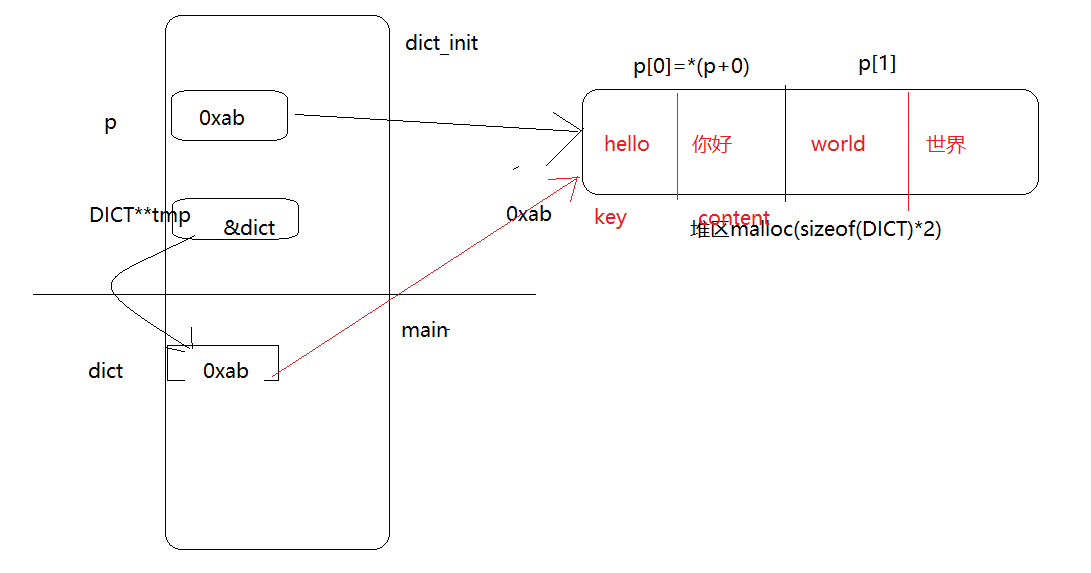 dict_init
p[0]=*(p+0)
p[1]
p
0xab
hello
你好
world
世界
DICT**tmp
&dict
0xab
key
content
堆区malloc(sizeof(DICT)*2)
main
dict
0xab